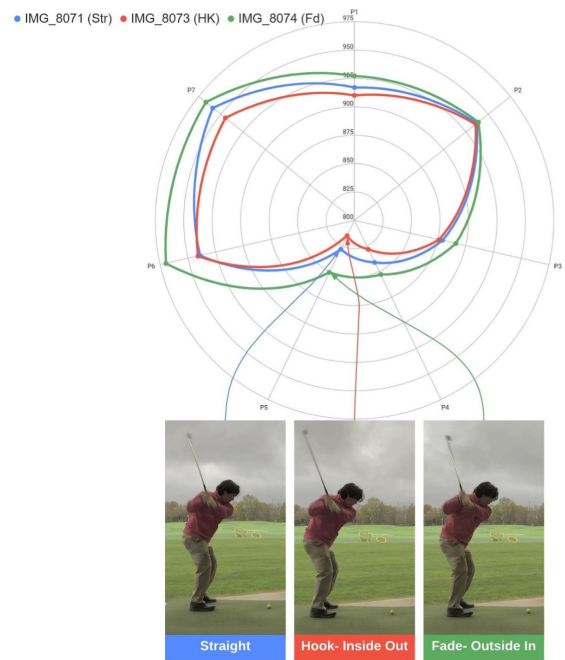 IMG_8071 (Str) IMG_8073 (HK) IMG_8074 (Fd)
P1
975
950
925
900
875
850
825
800
P2
P3
P4
P5
P6
P7
Straight
Hook- Inside Out
Fade- Outside In